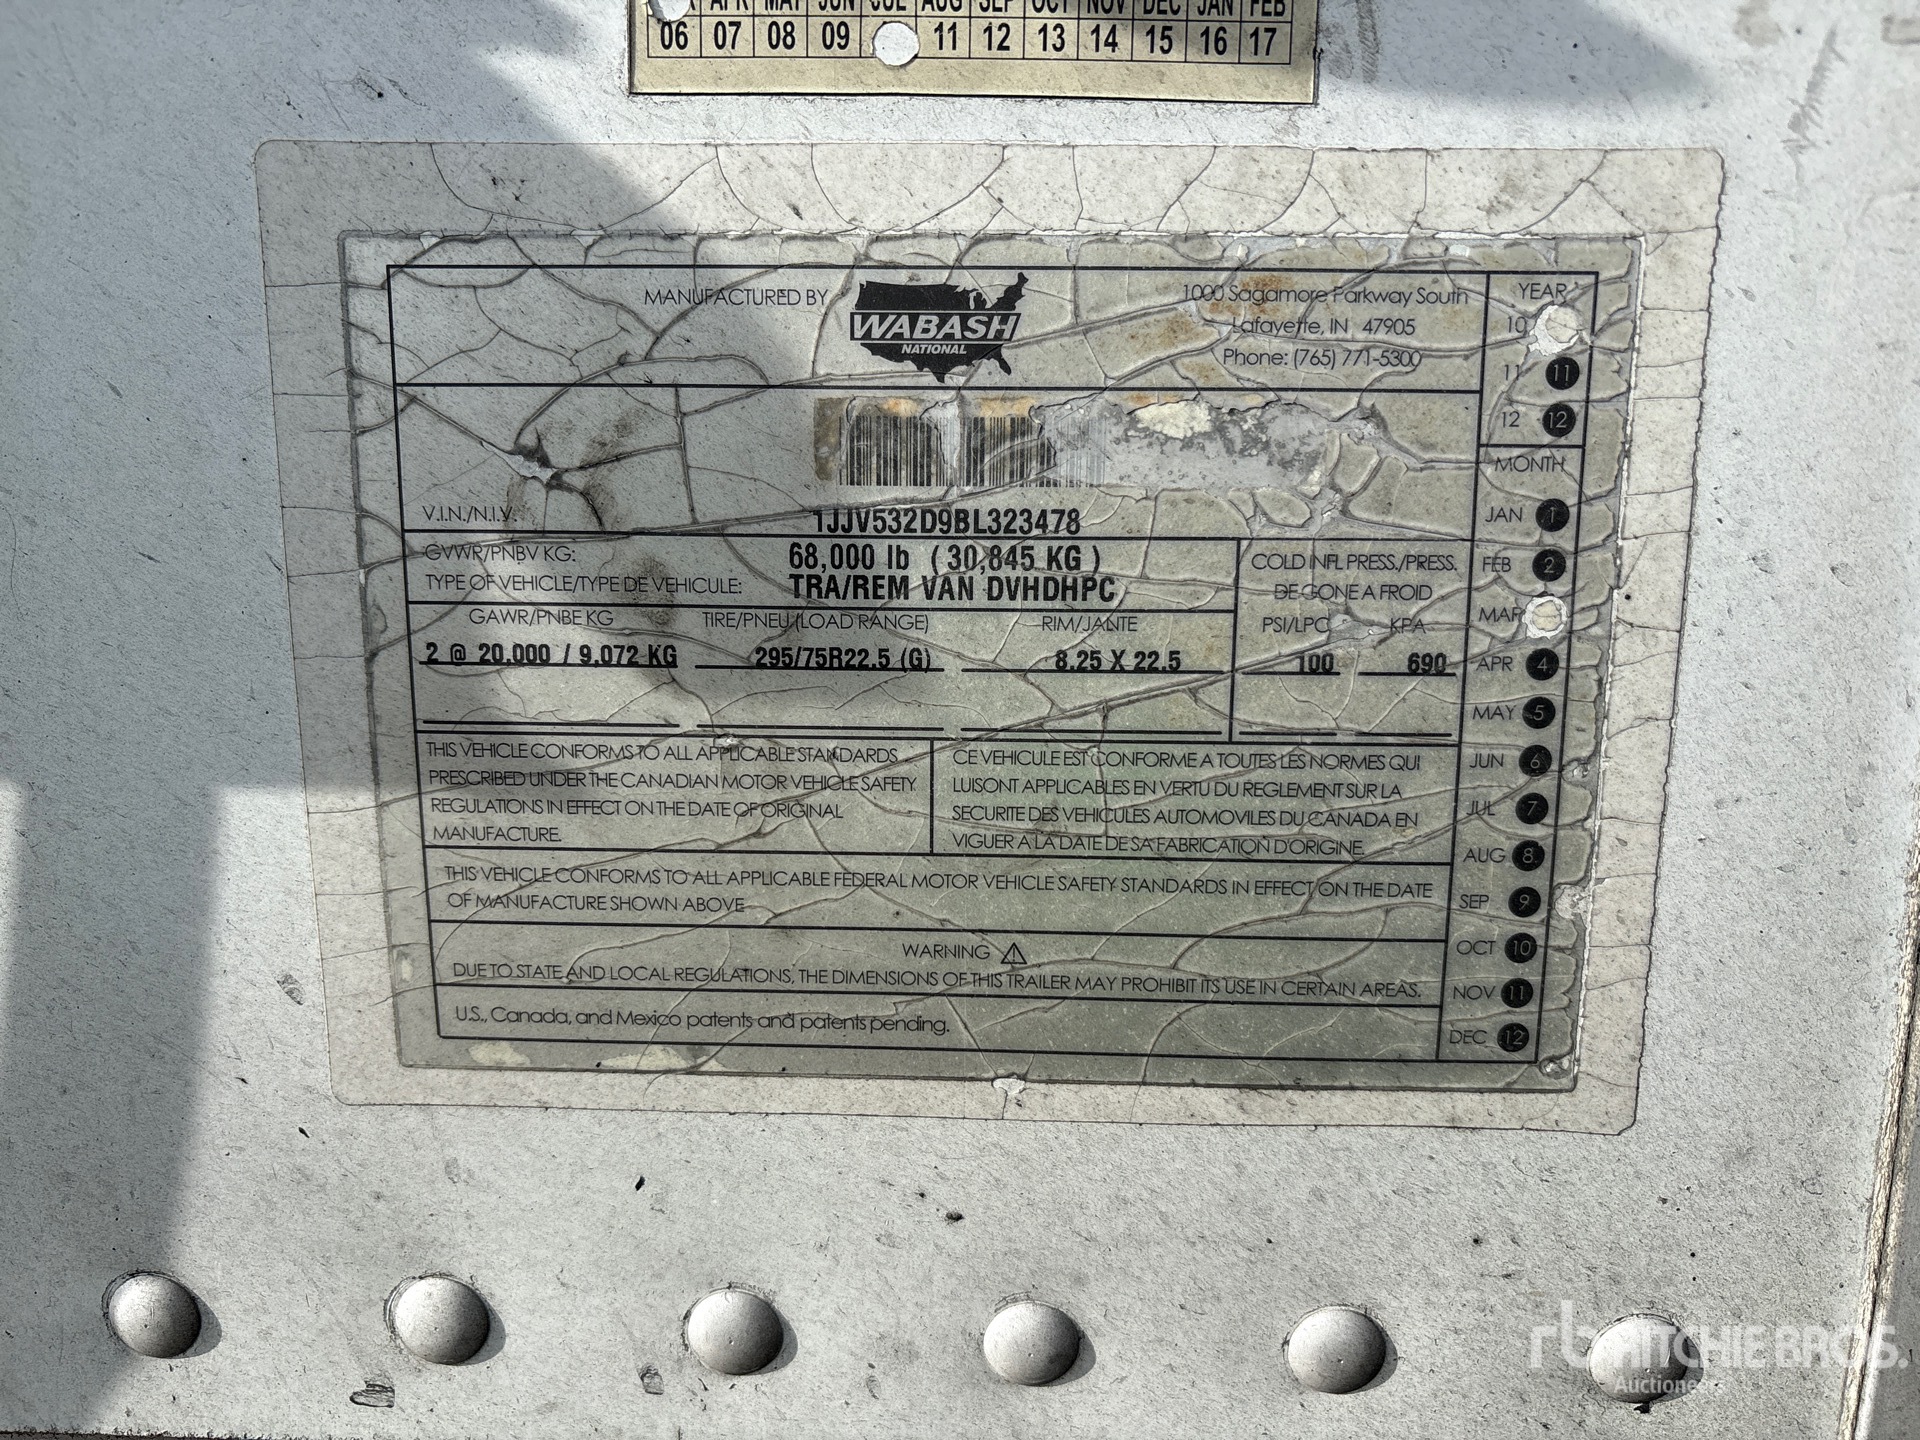 APR MAY JUN JUL AUG SEP OCT NOV DEC JAN FEB
06 07 08 09 11 12 13 14 15 16 17
MANUFACTURED BY
WABASH
NATIONAL
1000 Sagamore Parkway South
Lafayette, IN 47905
Phone: (765) 771-5300
YEAR
10
11 11
12 12
MONTH
V.I.N./N.I.V.
1JJV532D9BL323478
JAN 1
GVWR/PNBV KG: 68,000 lb ( 30,845 KG )
TYPE OF VEHICLE/TYPE DE VEHICULE: TRA/REM VAN DVHDHPC
COLD INFL PRESS./PRESS.
DE GONE A FROID
FEB 2
GAWR/PNBE KG TIRE/PNEU (LOAD RANGE) RIM/JANTE PSI/LPC KPA
MAR
2 @ 20,000 / 9,072 KG 295/75R22.5 (G) 8.25 X 22.5 100 690
APR 4
MAY 5
JUN 6
JUL 7
AUG 8
SEP 9
OCT 10
NOV 11
DEC 12
THIS VEHICLE CONFORMS TO ALL APPLICABLE STANDARDS
PRESCRIBED UNDER THE CANADIAN MOTOR VEHICLE SAFETY
REGULATIONS IN EFFECT ON THE DATE OF ORIGINAL
MANUFACTURE.
CE VEHICULE EST CONFORME A TOUTES LES NORMES QUI
LUI SONT APPLICABLES EN VERTU DU REGLEMENT SUR LA
SECURITE DES VEHICULES AUTOMOVILES DU CANADA EN
VIGUER A LA DATE DE SA FABRICATION D'ORIGINE.
THIS VEHICLE CONFORMS TO ALL APPLICABLE FEDERAL MOTOR VEHICLE SAFETY STANDARDS IN EFFECT ON THE DATE
OF MANUFACTURE SHOWN ABOVE
WARNING
DUE TO STATE AND LOCAL REGULATIONS, THE DIMENSIONS OF THIS TRAILER MAY PROHIBIT ITS USE IN CERTAIN AREAS.
U.S., Canada, and Mexico patents and patents pending.
rb RITCHIE BROS.
Auctioneers